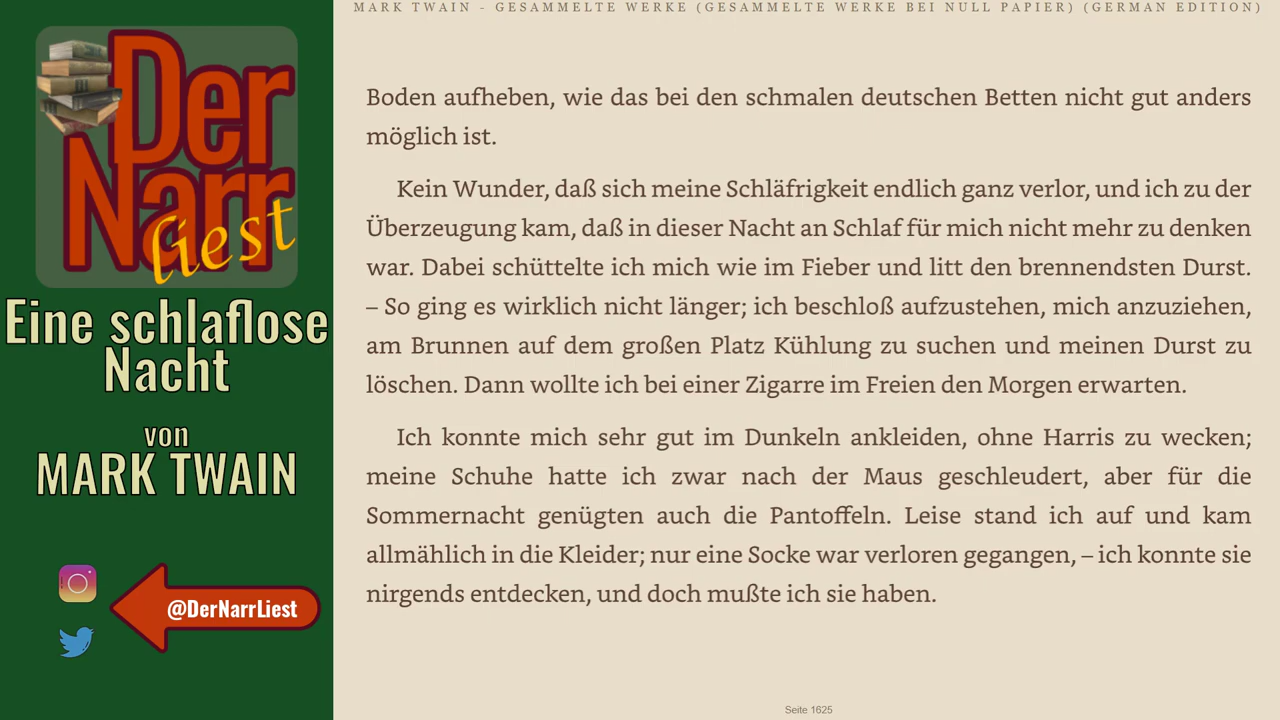 MARK TWAIN - GESAMMELTE WERKE (GESAMMELTE WERKE BEI NULL PAPIER) (GERMAN EDITION)
Der
Narr
liest
Eine schlaflose
Nacht
von
MARK TWAIN
@DerNarrLiest
Boden aufheben, wie das bei den schmalen deutschen Betten nicht gut anders
möglich ist.
Kein Wunder, daß sich meine Schläfrigkeit endlich ganz verlor, und ich zu der
Überzeugung kam, daß in dieser Nacht an Schlaf für mich nicht mehr zu denken
war. Dabei schüttelte ich mich wie im Fieber und litt den brennendsten Durst.
– So ging es wirklich nicht länger; ich beschloß aufzustehen, mich anzuziehen,
am Brunnen auf dem großen Platz Kühlung zu suchen und meinen Durst zu
löschen. Dann wollte ich bei einer Zigarre im Freien den Morgen erwarten.
Ich konnte mich sehr gut im Dunkeln ankleiden, ohne Harris zu wecken;
meine Schuhe hatte ich zwar nach der Maus geschleudert, aber für die
Sommernacht genügten auch die Pantoffeln. Leise stand ich auf und kam
allmählich in die Kleider; nur eine Socke war verloren gegangen, – ich konnte sie
nirgends entdecken, und doch mußte ich sie haben.
Seite 1625